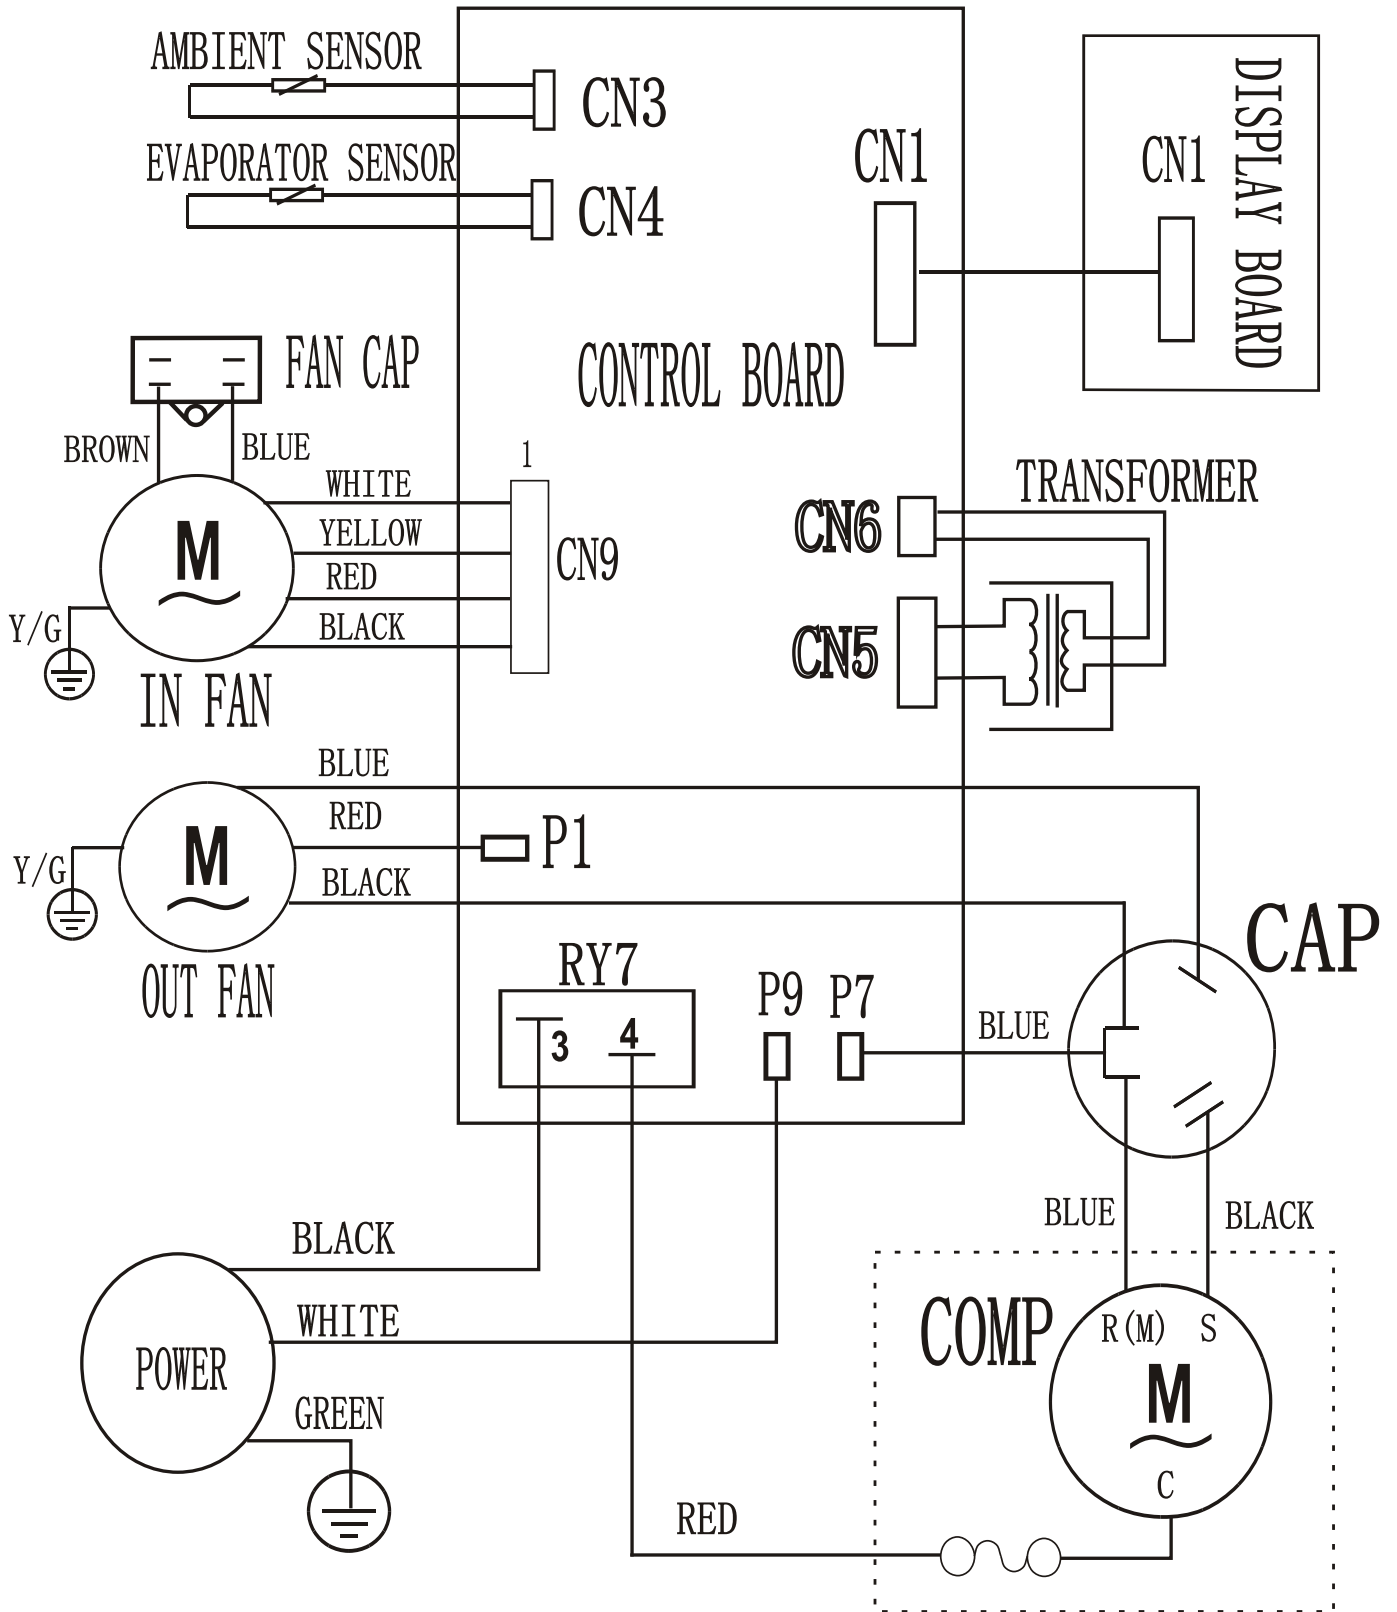 AMBIENT SENSOR
CN3
EVAPORATOR SENSOR
CN4
CN1
CN1
DISPLAY BOARD
FAN CAP
CONTROL BOARD
BROWN
BLUE
WHITE
1
YELLOW
CN9
RED
BLACK
M
Y/G
IN FAN
TRANSFORMER
CN6
CN5
BLUE
RED
P1
BLACK
M
Y/G
OUT FAN
CAP
RY7
3
4
P9
P7
BLUE
BLUE
BLACK
BLACK
WHITE
POWER
GREEN
COMP
R(M)
S
M
C
RED